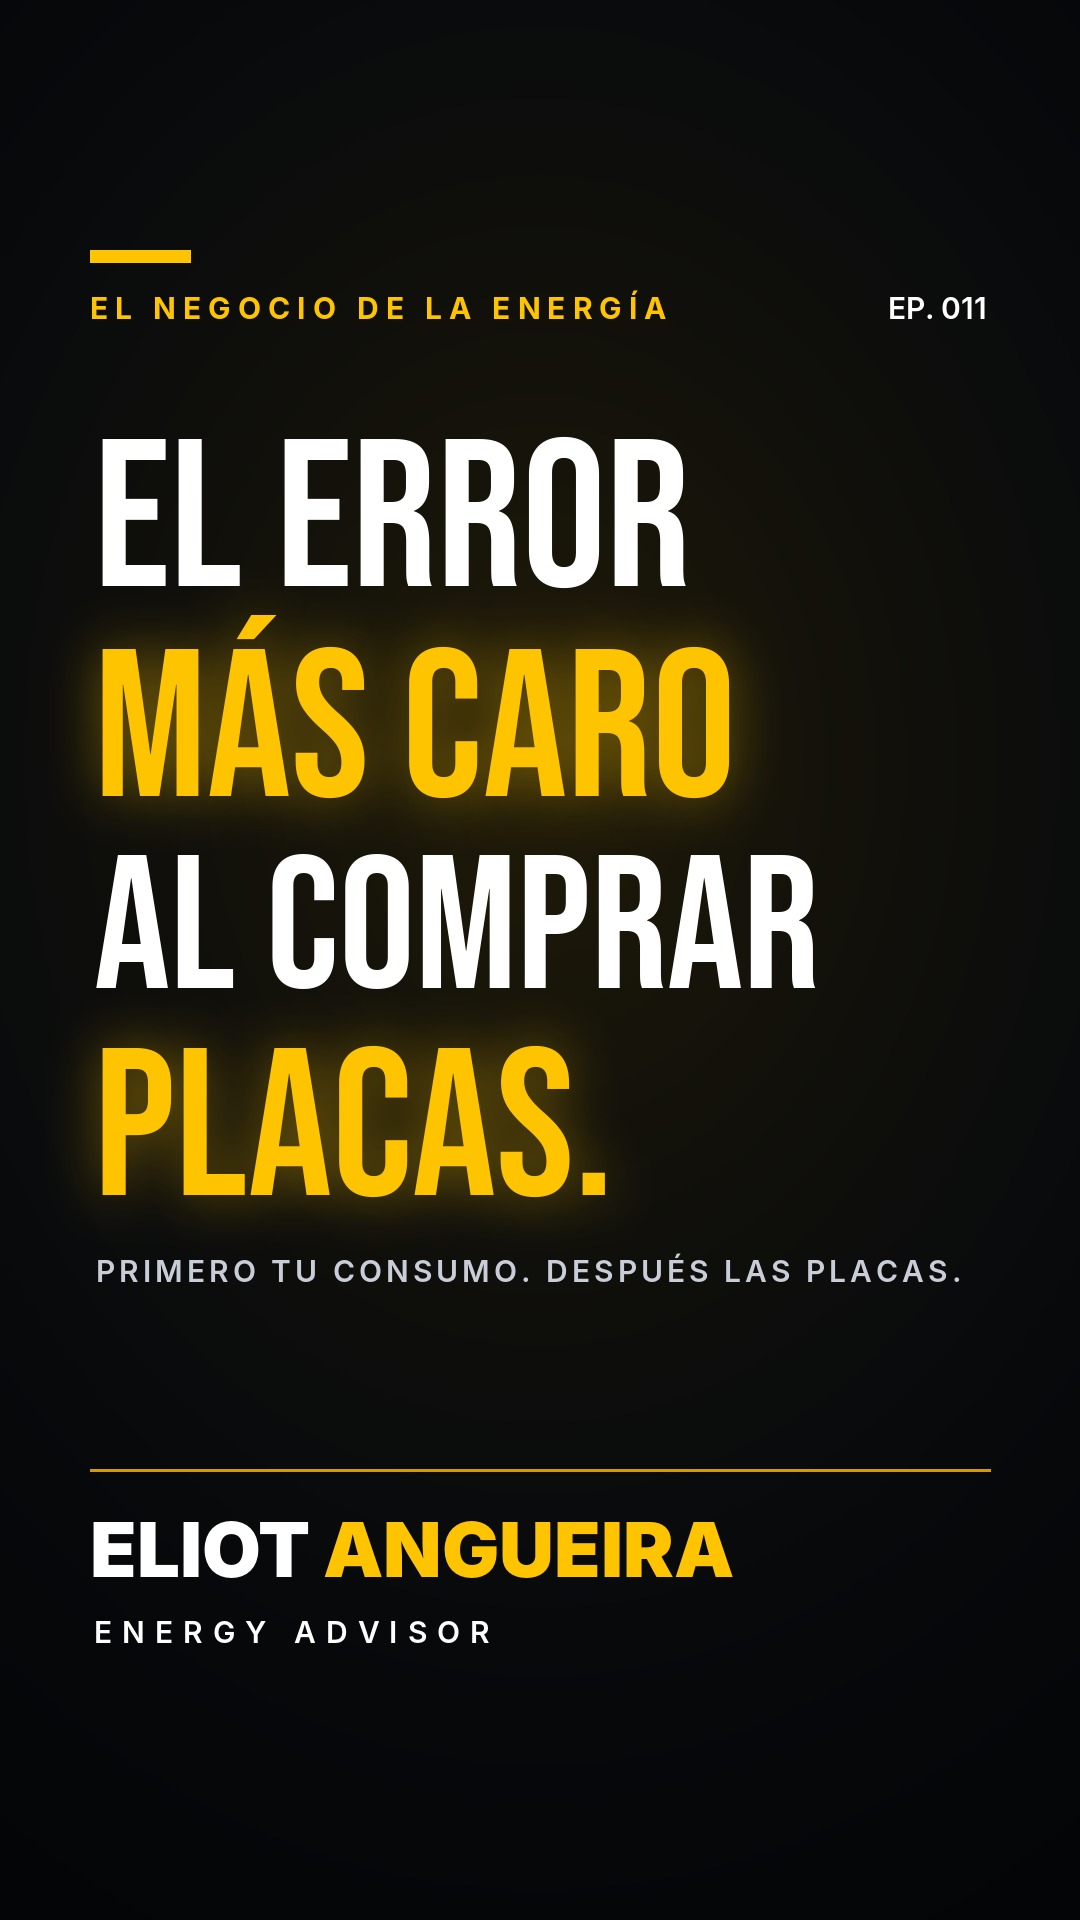 EL NEGOCIO DE LA ENERGÍA
EP. 011
EL ERROR
MÁS CARO
AL COMPRAR
PLACAS.
PRIMERO TU CONSUMO. DESPUÉS LAS PLACAS.
ELIOT ANGUEIRA
ENERGY ADVISOR